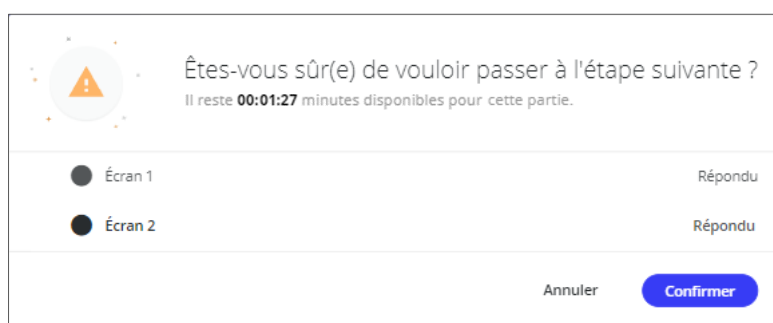 Êtes-vous sûr(e) de vouloir passer à l'étape suivante ?
Il reste 00:01:27 minutes disponibles pour cette partie.
Écran 1 Répondu
Écran 2 Répondu
Annuler Confirmer